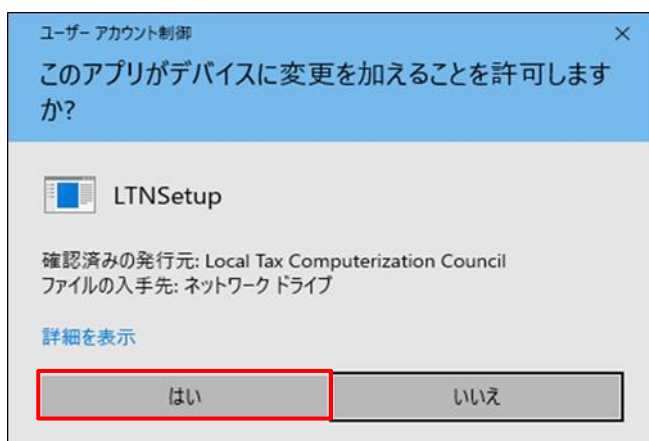 ユーザー アカウント制御
このアプリがデバイスに変更を加えることを許可します
か?
LTNSetup
確認済みの発行元: Local Tax Computerization Council
ファイルの入手先: ネットワーク ドライブ
詳細を表示
はい
いいえ